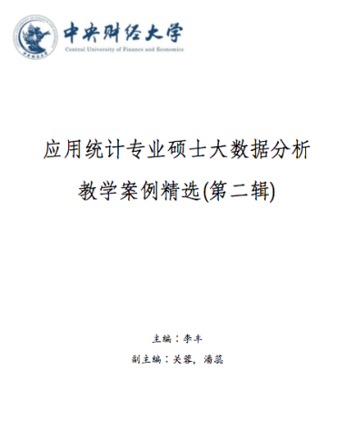 中央财经大学
Central University of Finance and Economics
应用统计专业硕士大数据分析
教学案例精选(第二辑)
主编：李丰
副主编：关蓉，潘蕊